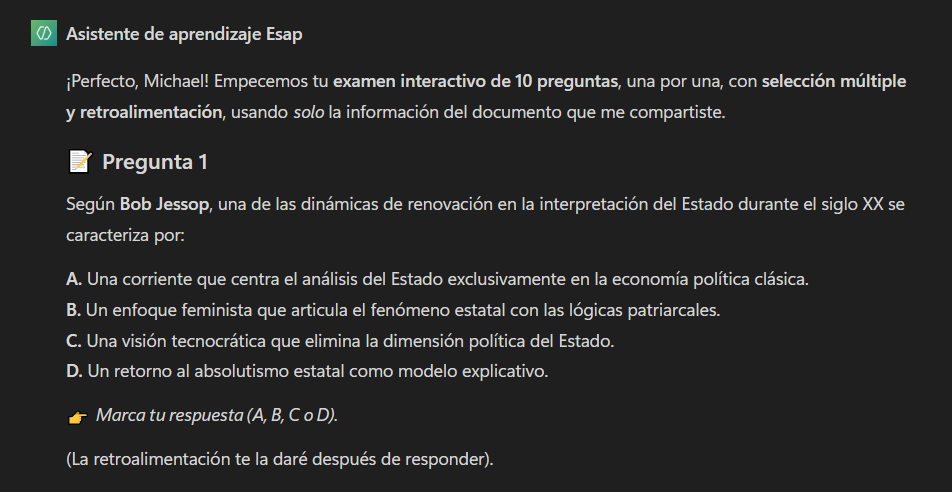 Asistente de aprendizaje Esap
¡Perfecto, Michael! Empecemos tu examen interactivo de 10 preguntas, una por una, con selección múltiple
y retroalimentación, usando solo la información del documento que me compartiste.
📝 Pregunta 1
Según Bob Jessop, una de las dinámicas de renovación en la interpretación del Estado durante el siglo XX se
caracteriza por:
A. Una corriente que centra el análisis del Estado exclusivamente en la economía política clásica.
B. Un enfoque feminista que articula el fenómeno estatal con las lógicas patriarcales.
C. Una visión tecnocrática que elimina la dimensión política del Estado.
D. Un retorno al absolutismo estatal como modelo explicativo.
👉 Marca tu respuesta (A, B, C o D).
(La retroalimentación te la daré después de responder).